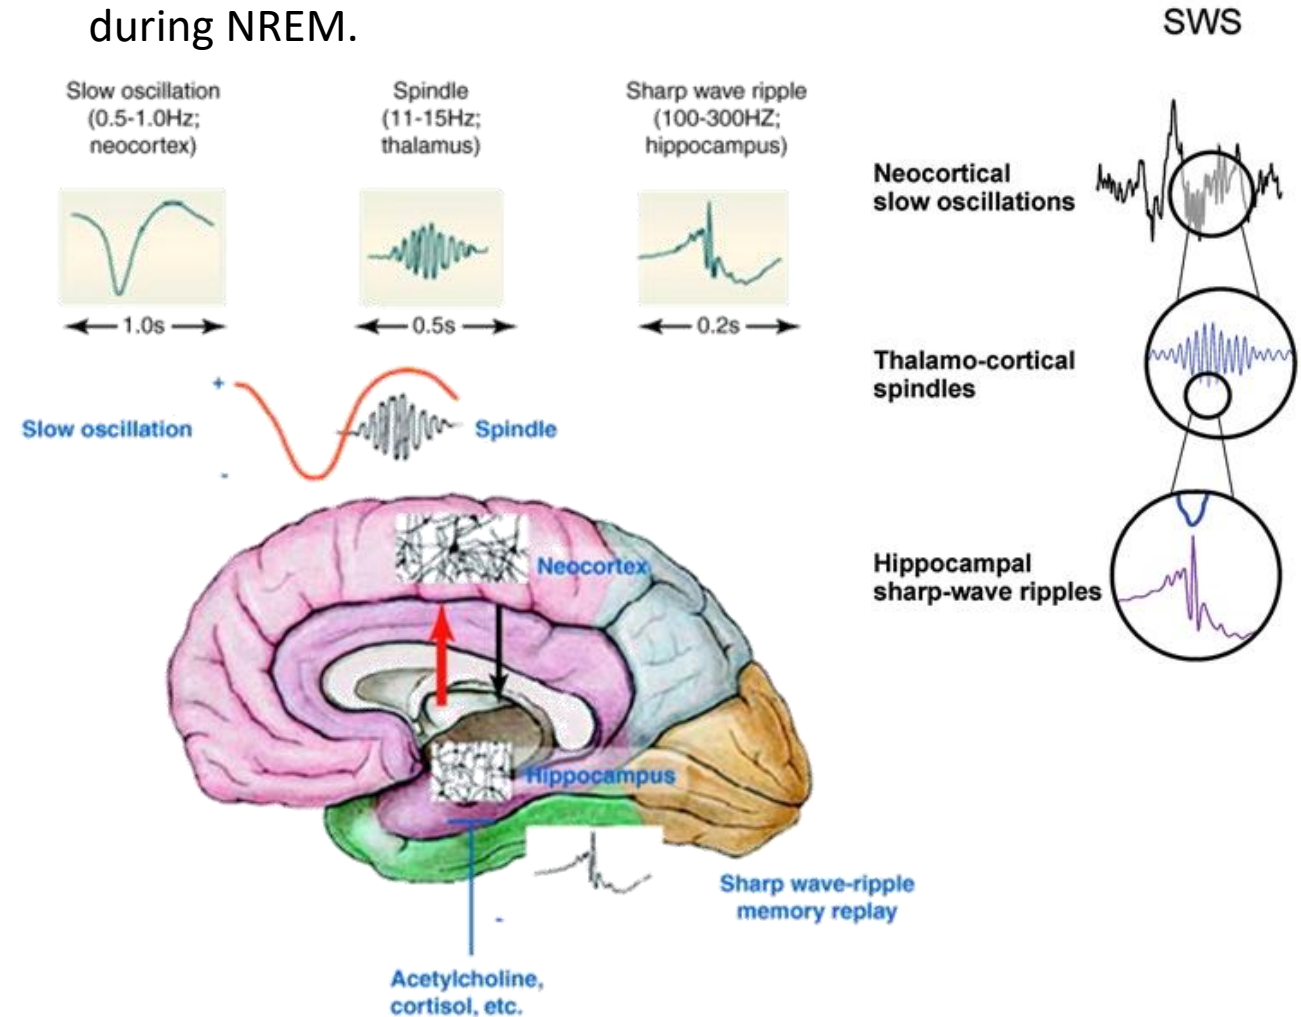 during NREM.
SWS
Slow oscillation
(0.5-1.0Hz;
neocortex)
Spindle
(11-15Hz;
thalamus)
Sharp wave ripple
(100-300HZ;
hippocampus)
1.0s
0.5s
0.2s
+
Slow oscillation
-
Spindle
Neocortex
Hippocampus
Sharp wave-ripple
memory replay
-
Acetylcholine,
cortisol, etc.
Neocortical
slow oscillations
Thalamo-cortical
spindles
Hippocampal
sharp-wave ripples